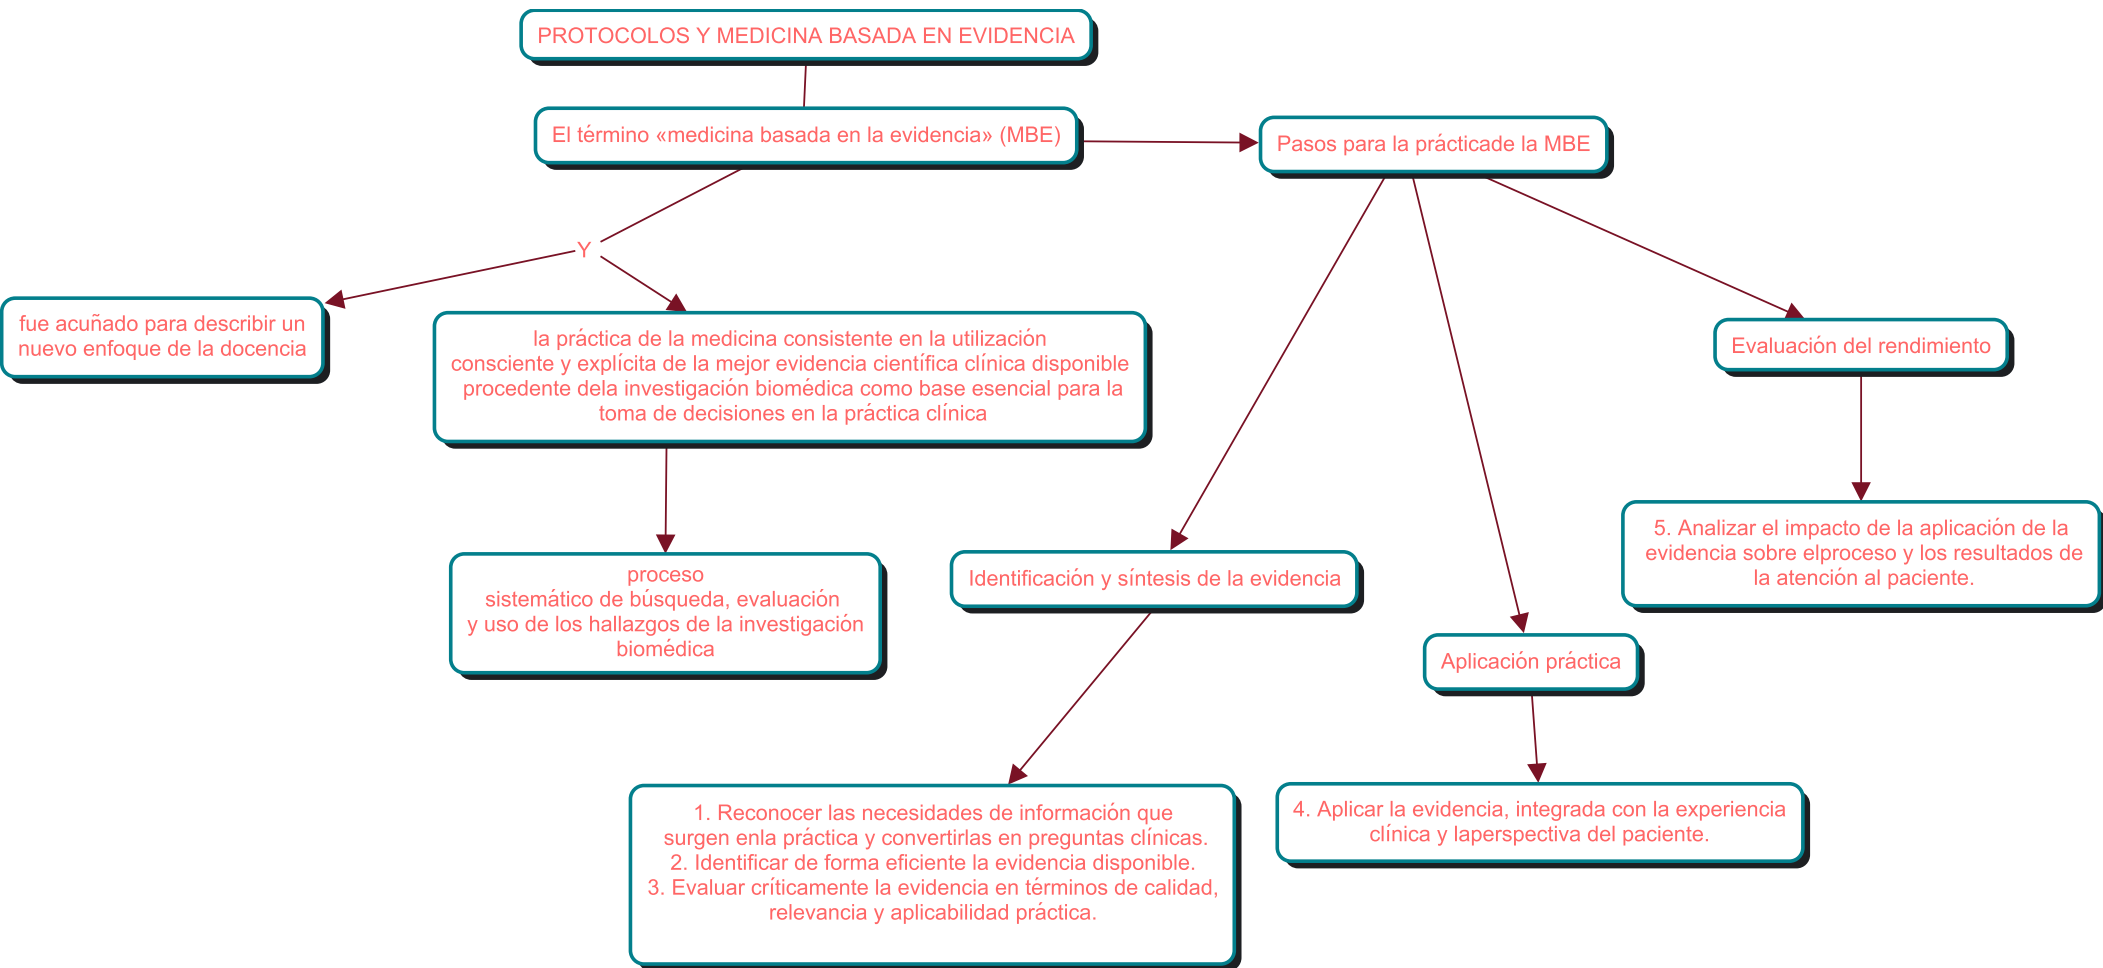 PROTOCOLOS Y MEDICINA BASADA EN EVIDENCIA
El término «medicina basada en la evidencia» (MBE)
Pasos para la prácticade la MBE
Y
fue acuñado para describir un
nuevo enfoque de la docencia
la práctica de la medicina consistente en la utilización
consciente y explícita de la mejor evidencia científica clínica disponible
procedente dela investigación biomédica como base esencial para la
toma de decisiones en la práctica clínica
Evaluación del rendimiento
5. Analizar el impacto de la aplicación de la
evidencia sobre elproceso y los resultados de
la atención al paciente.
proceso
sistemático de búsqueda, evaluación
y uso de los hallazgos de la investigación
biomédica
Identificación y síntesis de la evidencia
Aplicación práctica
1. Reconocer las necesidades de información que
surgen enla práctica y convertirlas en preguntas clínicas.
2. Identificar de forma eficiente la evidencia disponible.
3. Evaluar críticamente la evidencia en términos de calidad,
relevancia y aplicabilidad práctica.
4. Aplicar la evidencia, integrada con la experiencia
clínica y laperspectiva del paciente.